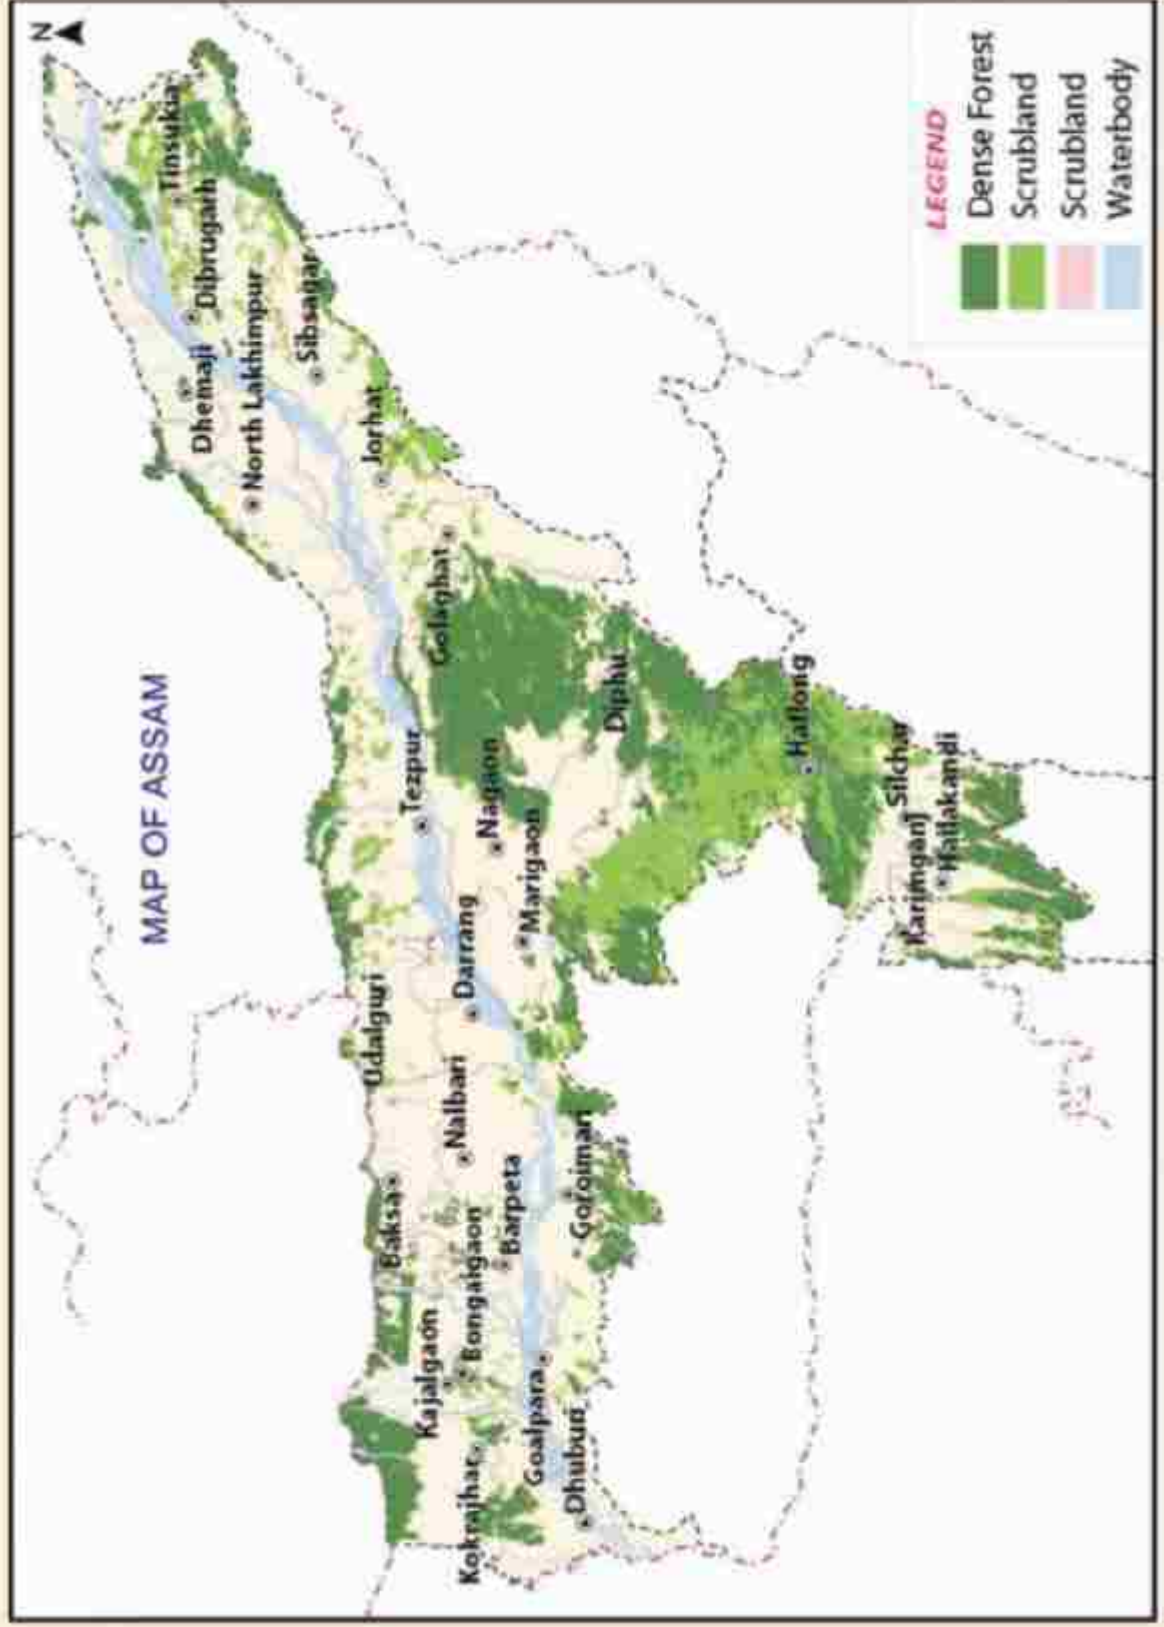 MAP OF ASSAM
N
Tinsukia
Dibrugarh
Dhemaji
North Lakhimpur
Sibsagar
Jorhat
Golaghat
Tezpur
Diphu
Nagaon
Marigaon
Darrang
Udalguri
Nalbari
Baksa
Barpeta
Goroimari
Bongaigaon
Kajalgaon
Goalpara
Kokrajhar
Dhuburi
Haflong
Silchar
Karimganj
Hailakandi
LEGEND
Dense Forest
Scrubland
Scrubland
Waterbody